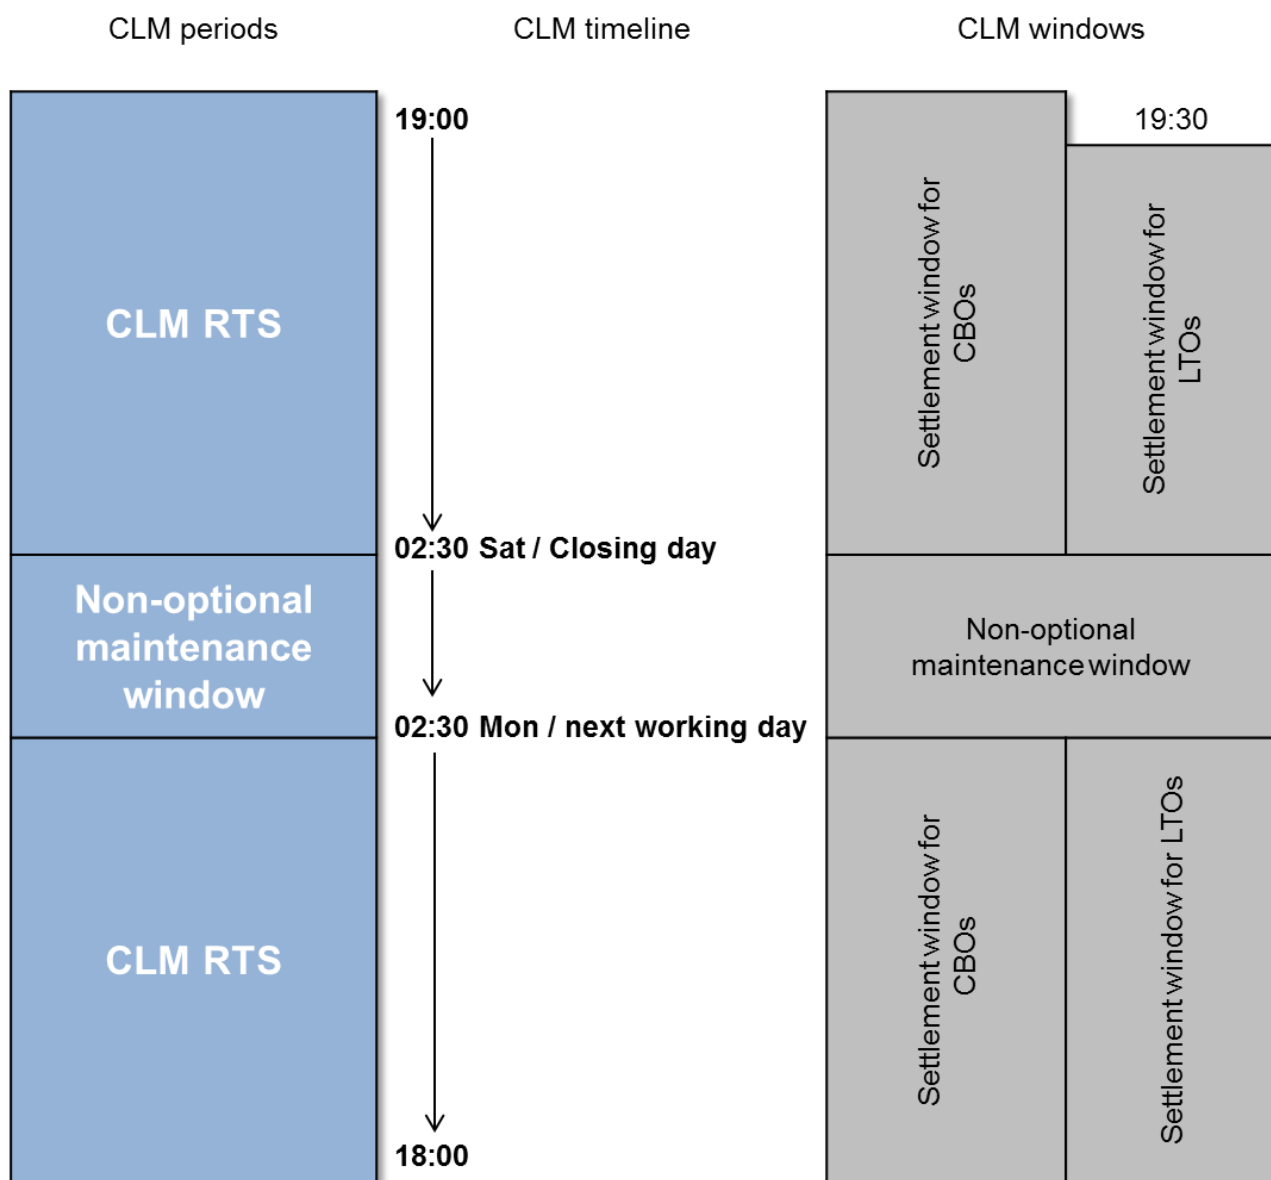 CLM periods
CLM timeline
CLM windows
19:00
19:30
CLM RTS
Settlement window for
CBOs
Settlement window for
LTOs
02:30 Sat / Closing day
Non-optional
maintenance
window
Non-optional
maintenance window
02:30 Mon / next working day
CLM RTS
Settlement window for
CBOs
Settlement window for LTOs
18:00